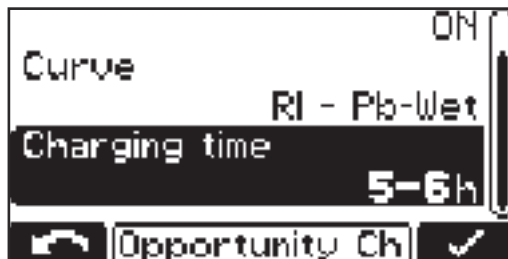 ON
Curve
RI - Pb-Wet
Charging time
5-6h
Opportunity Ch